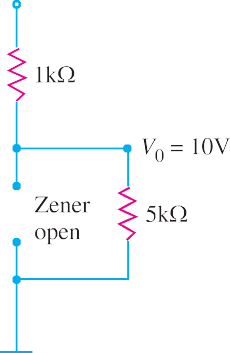 1kΩ
V₀ = 10V
Zener
open
5kΩ